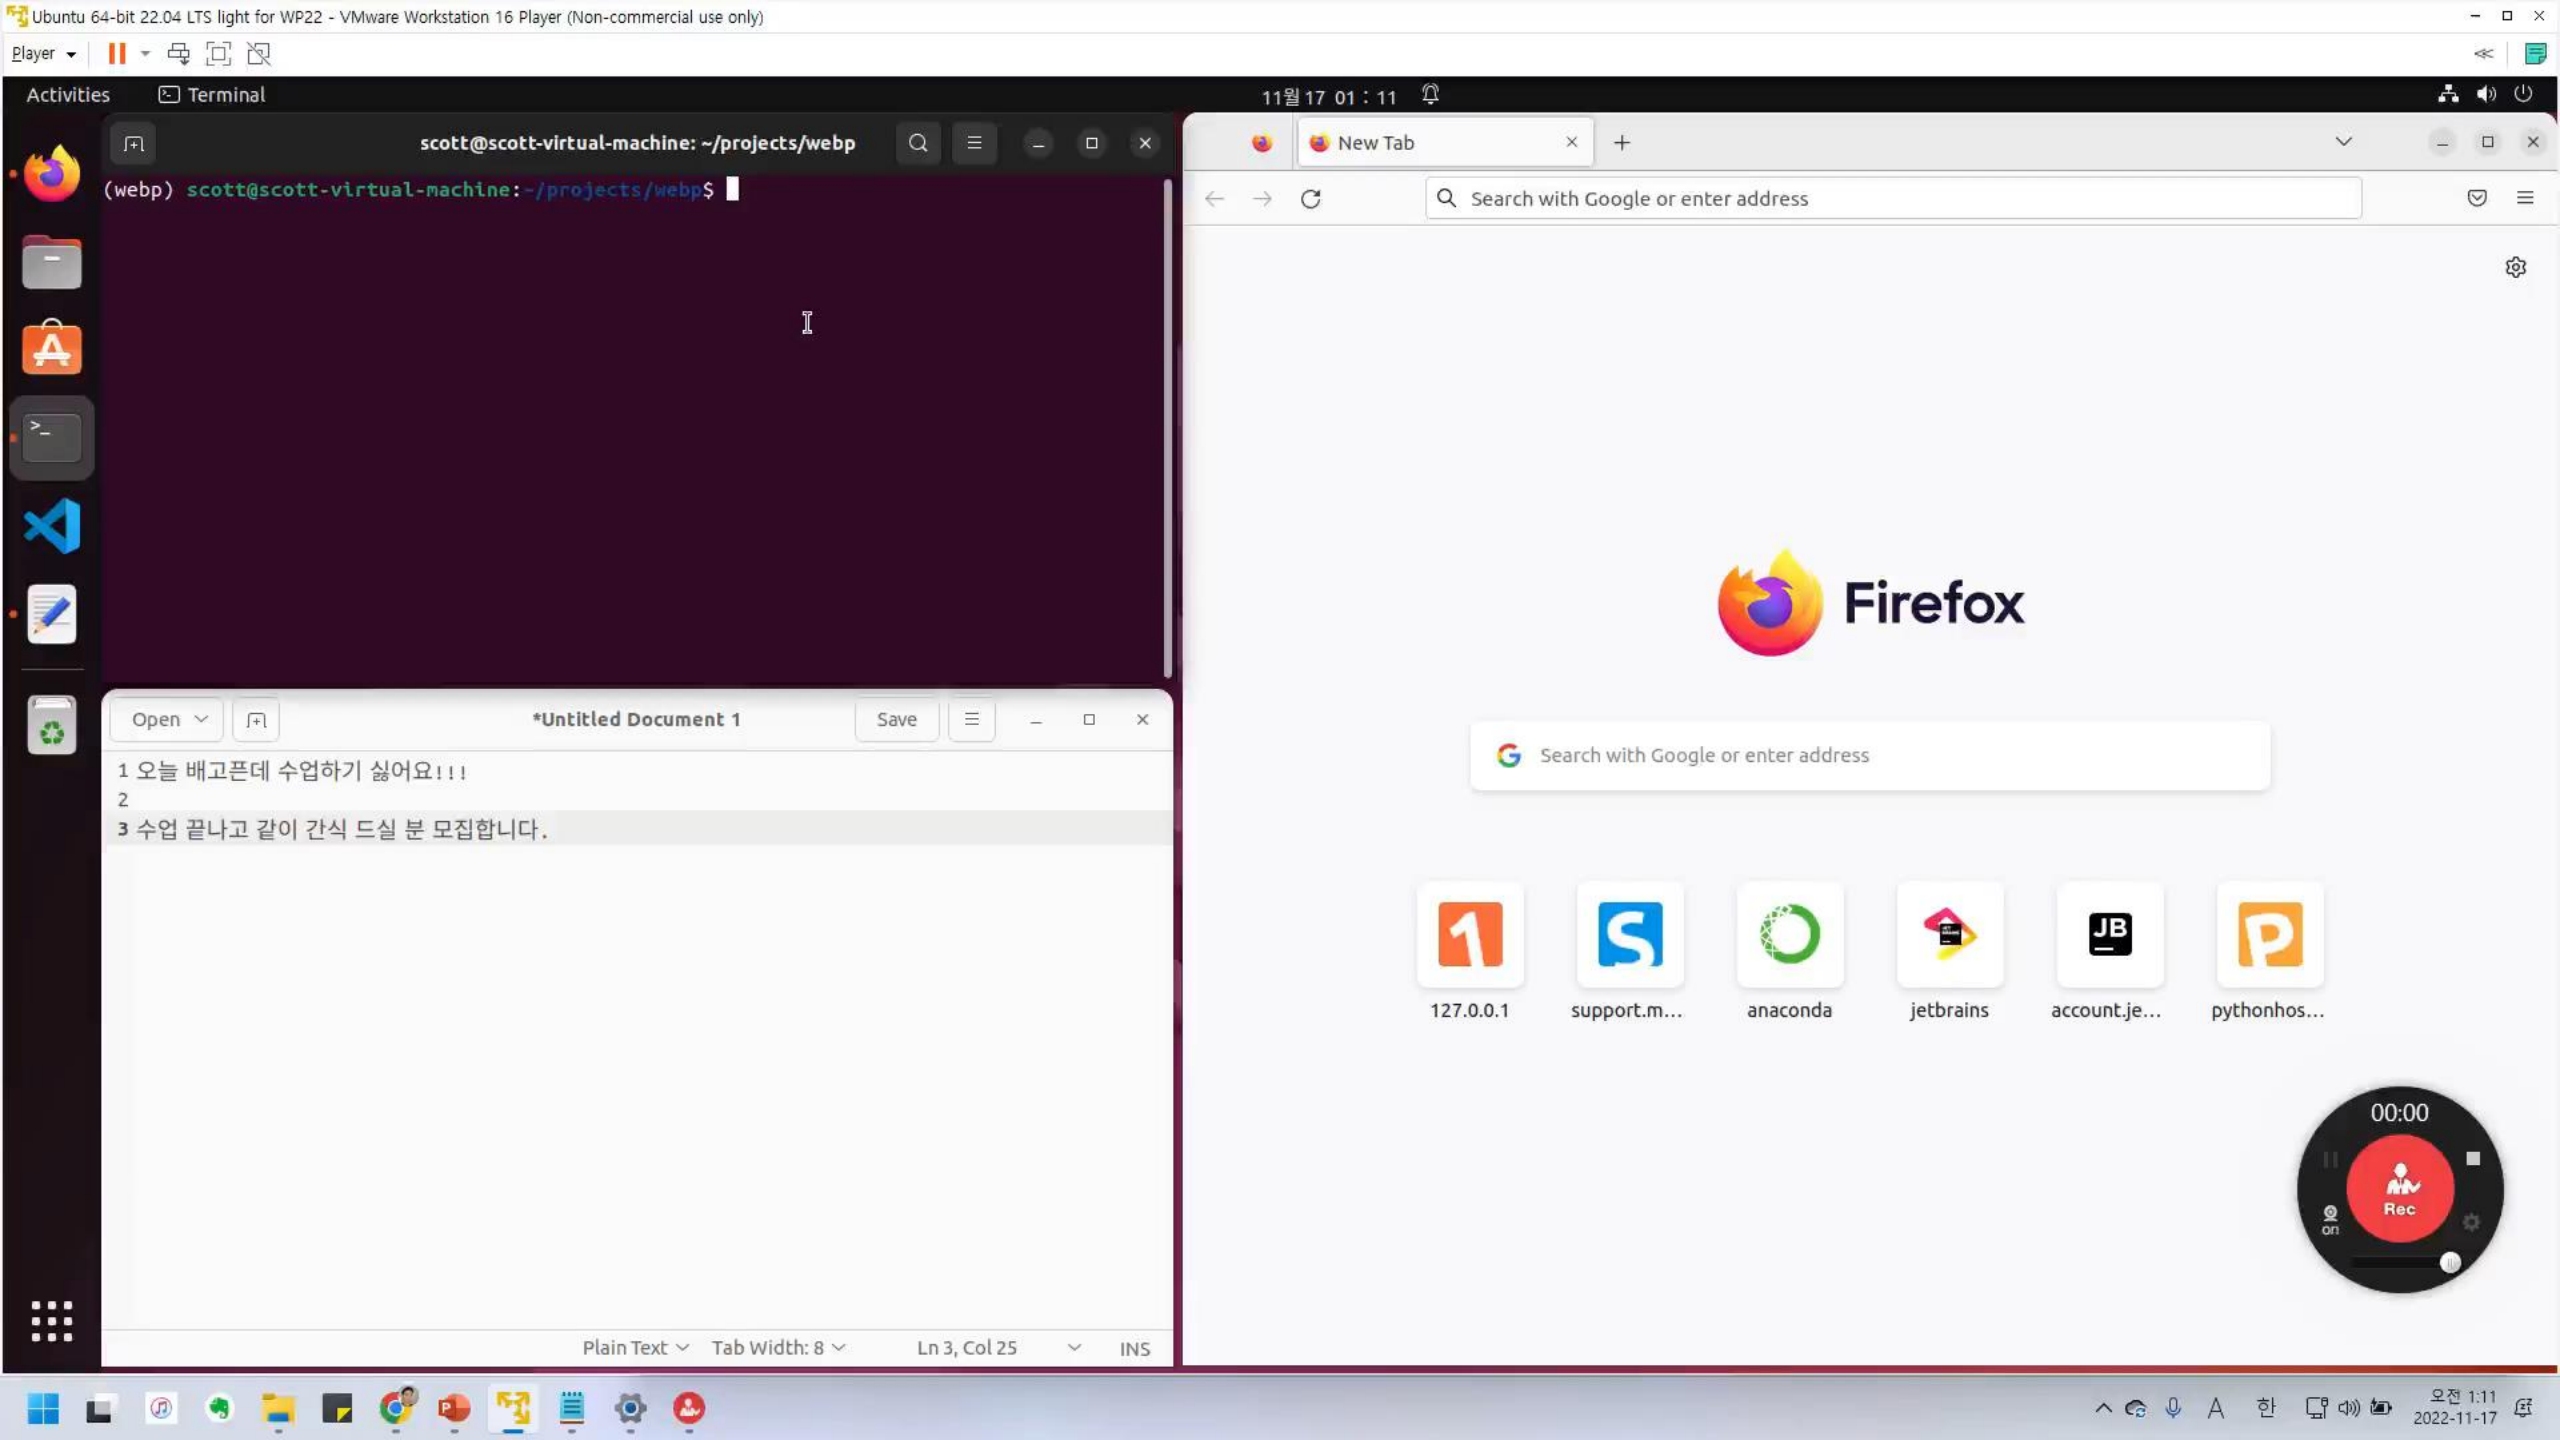 Ubuntu 64-bit 22.04 LTS light for WP22 - VMware Workstation 16 Player (Non-commercial use only)
Player
Activities
Terminal
11월 17 01 : 11
scott@scott-virtual-machine: ~/projects/webp
New Tab
(webp) scott@scott-virtual-machine:~/projects/webp$
Search with Google or enter address
Firefox
Open
*Untitled Document 1
Save
1 오늘 배고픈데 수업하기 싫어요!!!
2
3 수업 끝나고 같이 간식 드실 분 모집합니다.
Search with Google or enter address
127.0.0.1
support.m...
anaconda
jetbrains
JB
account.je...
pythonhos...
00:00
Rec
on
Plain Text
Tab Width: 8
Ln 3, Col 25
INS
A
한
오전 1:11
2022-11-17